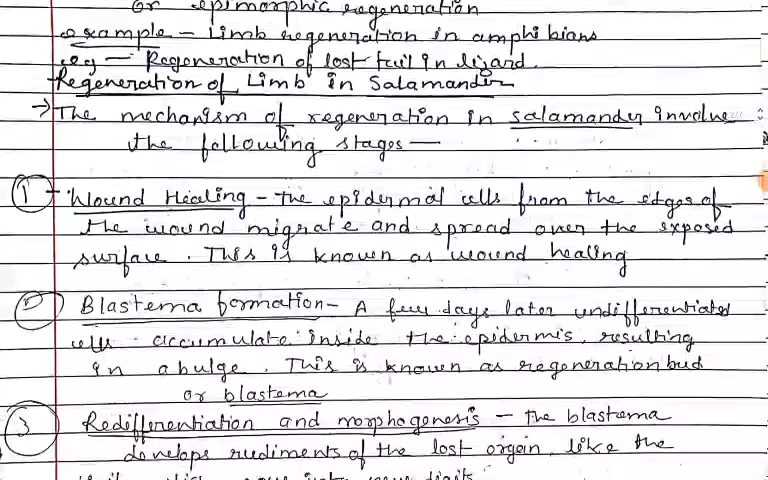 or epimorphic regeneration
example - Limb regeneration in amphibians
eg — Regeneration of lost tail in lizard.
Regeneration of Limb in Salamander
→ The mechanism of regeneration in salamander involve
the following stages —
① Wound Healing - The epidermal cells from the edges of
the wound migrate and spread over the exposed
surface. This is known as wound healing
② Blastema formation - A few days later undifferentiated
cells accumulate inside the epidermis, resulting
in a bulge. This is known as regeneration bud
or blastema
③ Redifferentiation and morphogenesis - The blastema
develops rudiments of the lost orgein, like the
digits